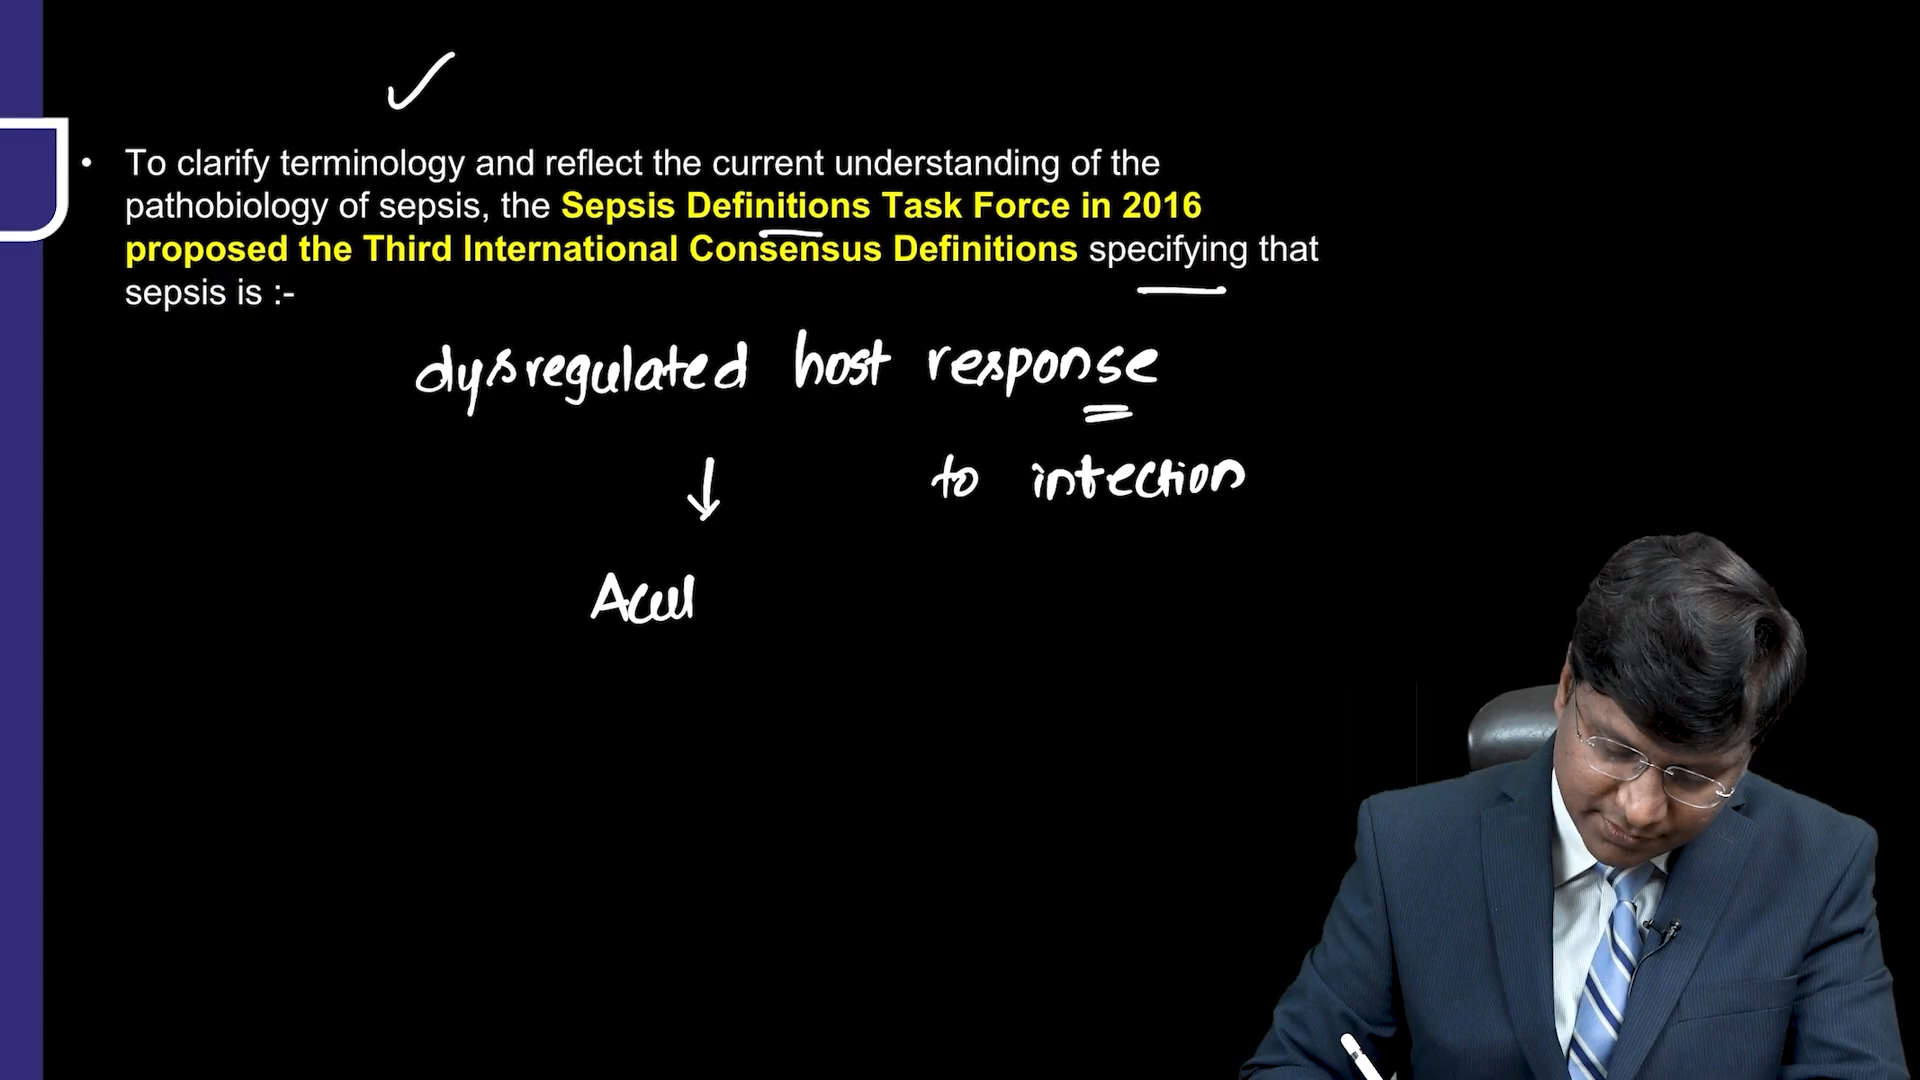 • To clarify terminology and reflect the current understanding of the
pathobiology of sepsis, the Sepsis Definitions Task Force in 2016
proposed the Third International Consensus Definitions specifying that
sepsis is :-
dysregulated host response
to infection